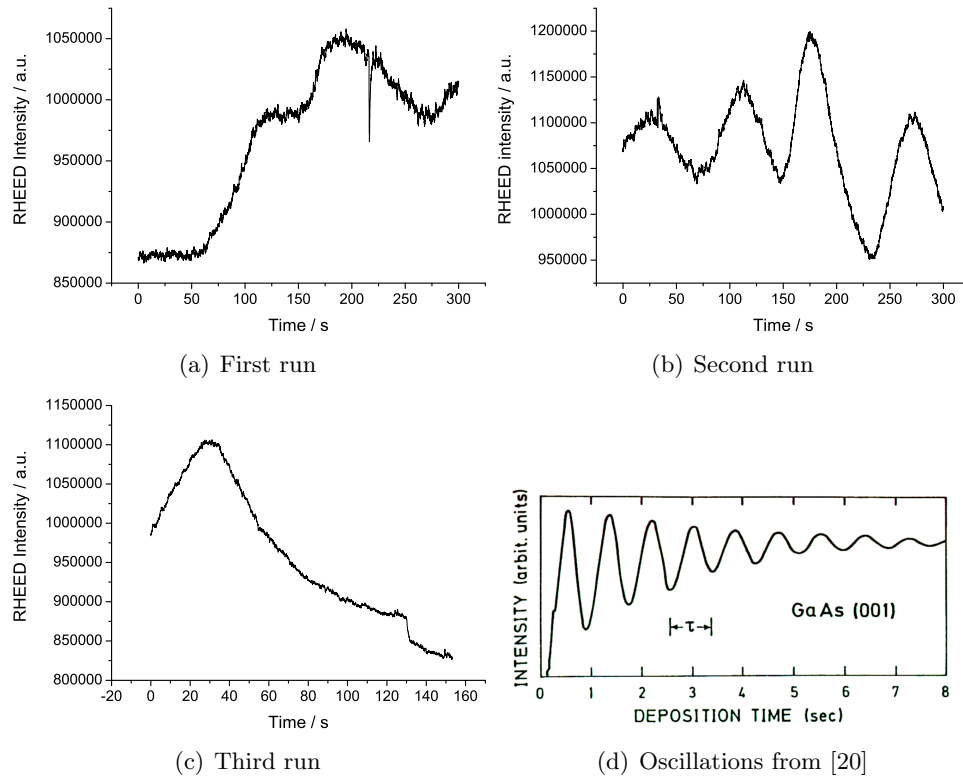 1050000
1000000
950000
900000
850000
RHEED Intensity / a.u.
0 50 100 150 200 250 300
Time / s
(a) First run
1200000
1150000
1100000
1050000
1000000
950000
RHEED intensity / a.u.
0 50 100 150 200 250 300
Time / s
(b) Second run
1150000
1100000
1050000
1000000
950000
900000
850000
800000
RHEED Intensity / a.u.
-20 0 20 40 60 80 100 120 140 160
Time / s
(c) Third run
INTENSITY (arbit. units)
GaAs (001)
τ
0 1 2 3 4 5 6 7 8
DEPOSITION TIME (sec)
(d) Oscillations from [20]